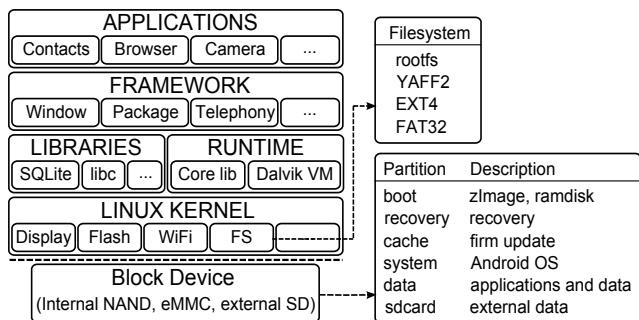 APPLICATIONS
Contacts Browser Camera ...
FRAMEWORK
Window Package Telephony ...
LIBRARIES RUNTIME
SQLite libc ... Core lib Dalvik VM
LINUX KERNEL
Display Flash WiFi FS
Block Device
(Internal NAND, eMMC, external SD)
Filesystem
rootfs
YAFF2
EXT4
FAT32
Partition Description
boot zImage, ramdisk
recovery recovery
cache firm update
system Android OS
data applications and data
sdcard external data